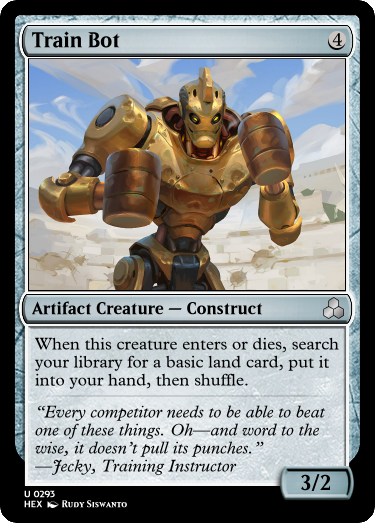 Train Bot 4
Artifact Creature — Construct
When this creature enters or dies, search
your library for a basic land card, put it
into your hand, then shuffle.
“Every competitor needs to be able to beat
one of these things. Oh—and word to the
wise, it doesn’t pull its punches.”
—Jecky, Training Instructor
3/2
U 0293
HEX RUDY SISWANTO